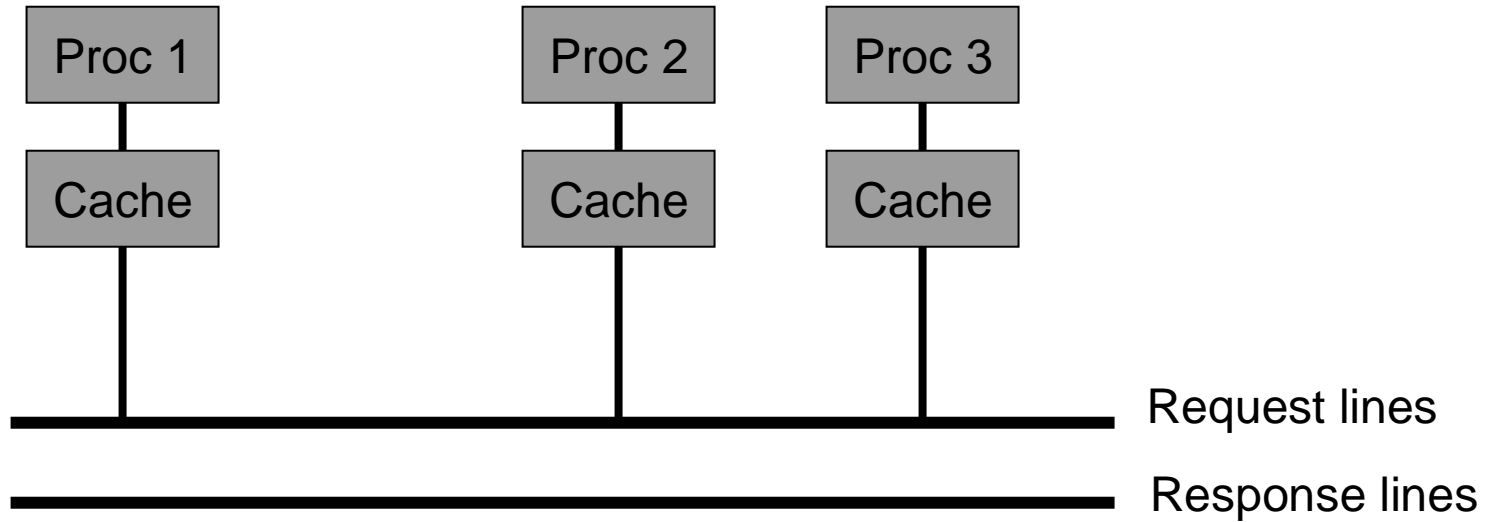 Proc 1
Proc 2
Proc 3
Cache
Cache
Cache
Request lines
Response lines